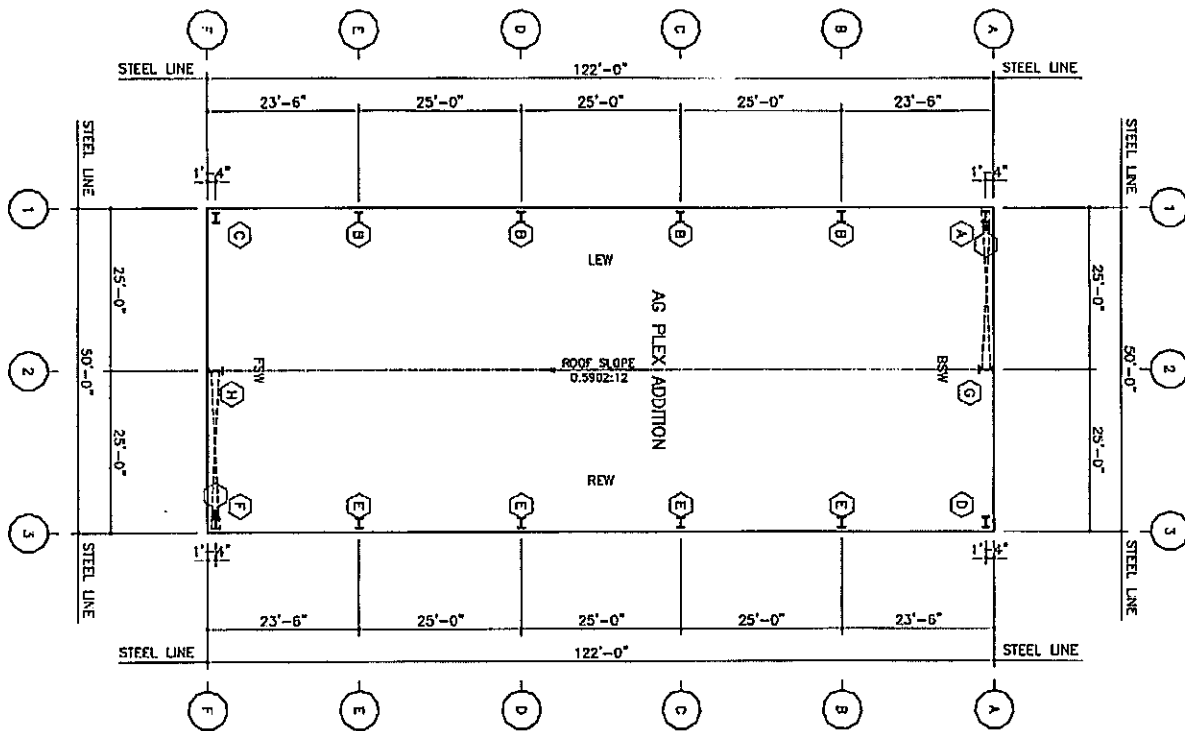 F E D C B A
STEEL LINE 122'-0" STEEL LINE
23'-6" 25'-0" 25'-0" 25'-0" 23'-6"
STEEL LINE STEEL LINE
1'-4" 1'-4"
1 1
C B B B B A
LEW
25'-0" 25'-0"
AG PLEX ADDITION
50'-0" 50'-0"
2 FSW ROOF SLOPE BSW 2
0.5902:12
H G
25'-0" 25'-0"
REW
F E E E E D
3 3
1'-4" 1'-4"
STEEL LINE STEEL LINE
23'-6" 25'-0" 25'-0" 25'-0" 23'-6"
STEEL LINE 122'-0" STEEL LINE
F E D C B A